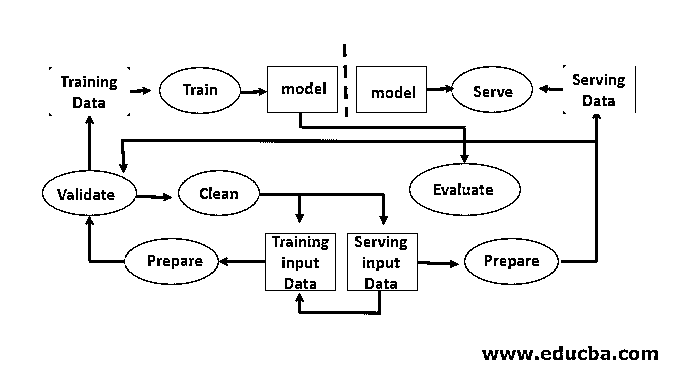 Training
Data
Train
model
model
Serve
Serving
Data
Validate
Clean
Evaluate
Prepare
Training
input
Data
Serving
input
Data
Prepare
www.educba.com